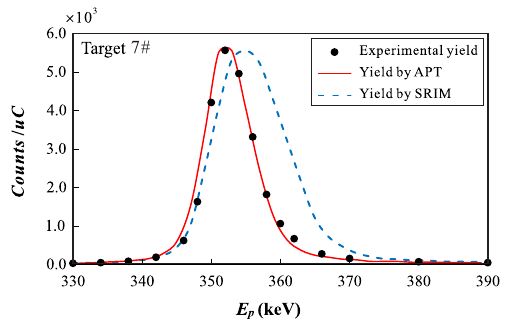 ×10³
Target 7#
Experimental yield
Yield by APT
Yield by SRIM
6.0
5.0
4.0
3.0
2.0
1.0
0.0
Counts /uC
330 340 350 360 370 380 390
Eₚ (keV)